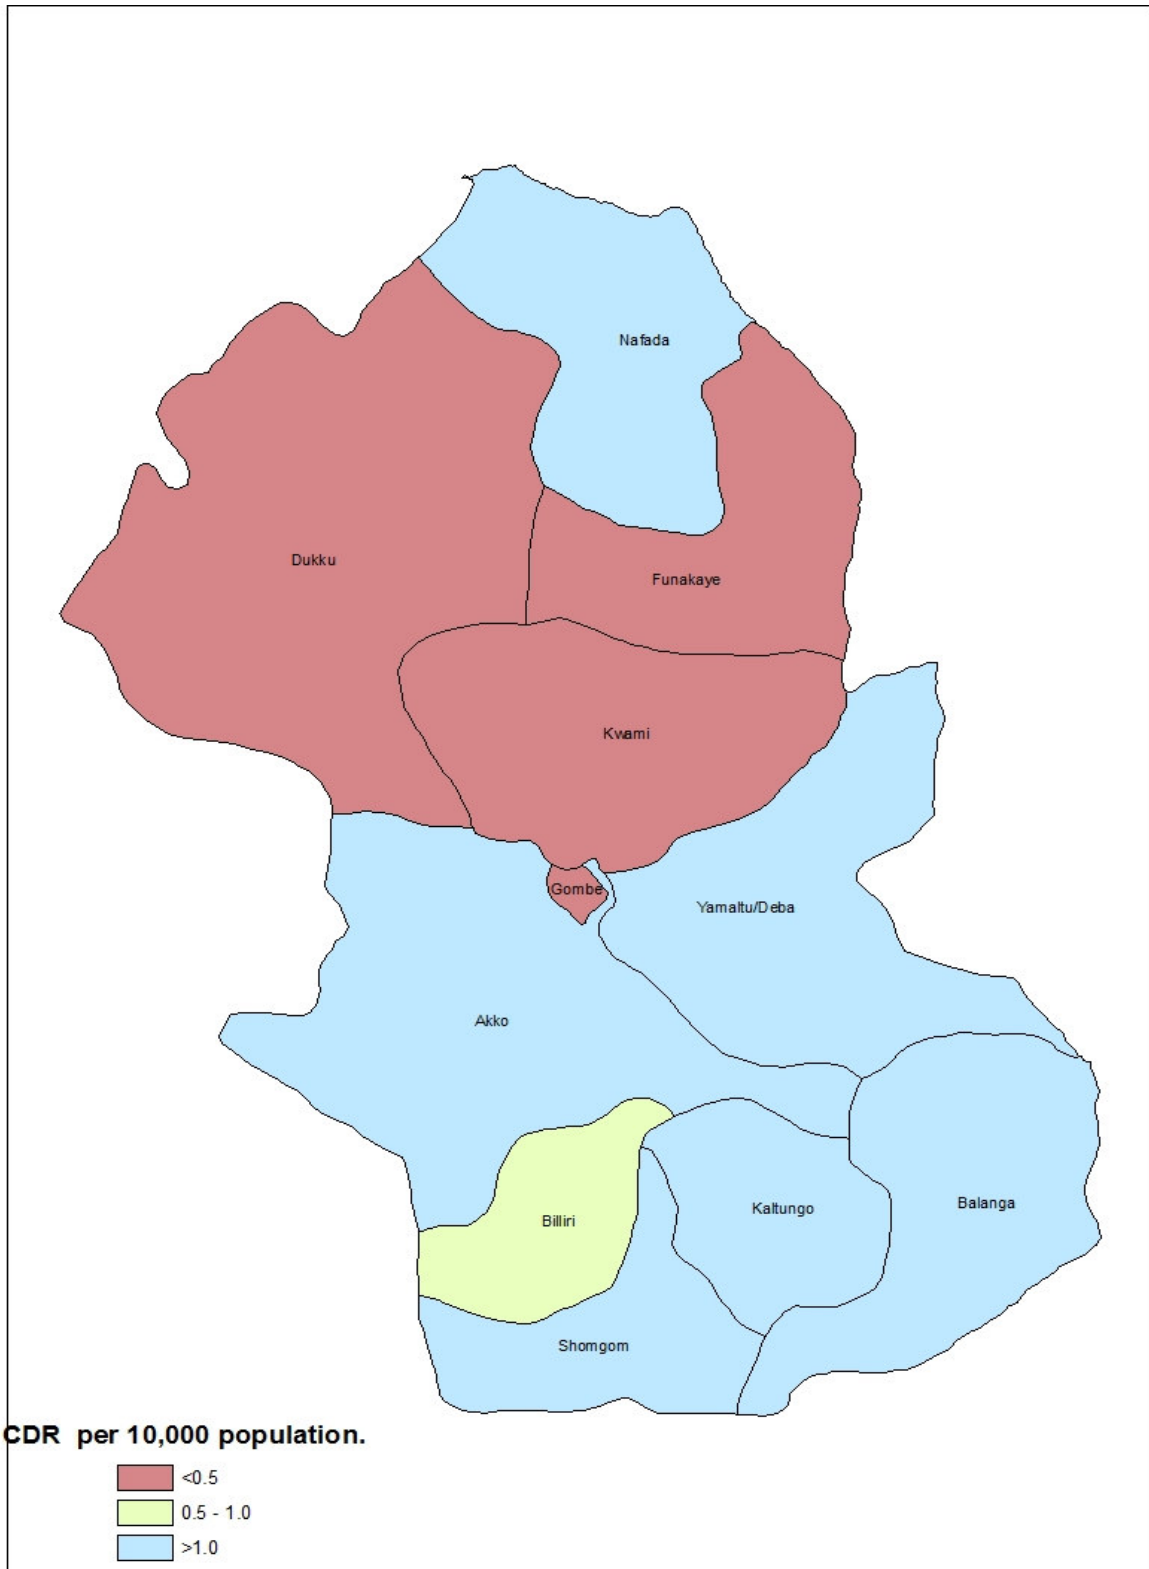 Nafada
Dukku
Funakaye
Kwami
Gombe
Yamaltu/Deba
Akko
Kaltungo
Balanga
Billiri
Shomgom
CDR per 10,000 population.
<0.5
0.5 - 1.0
>1.0